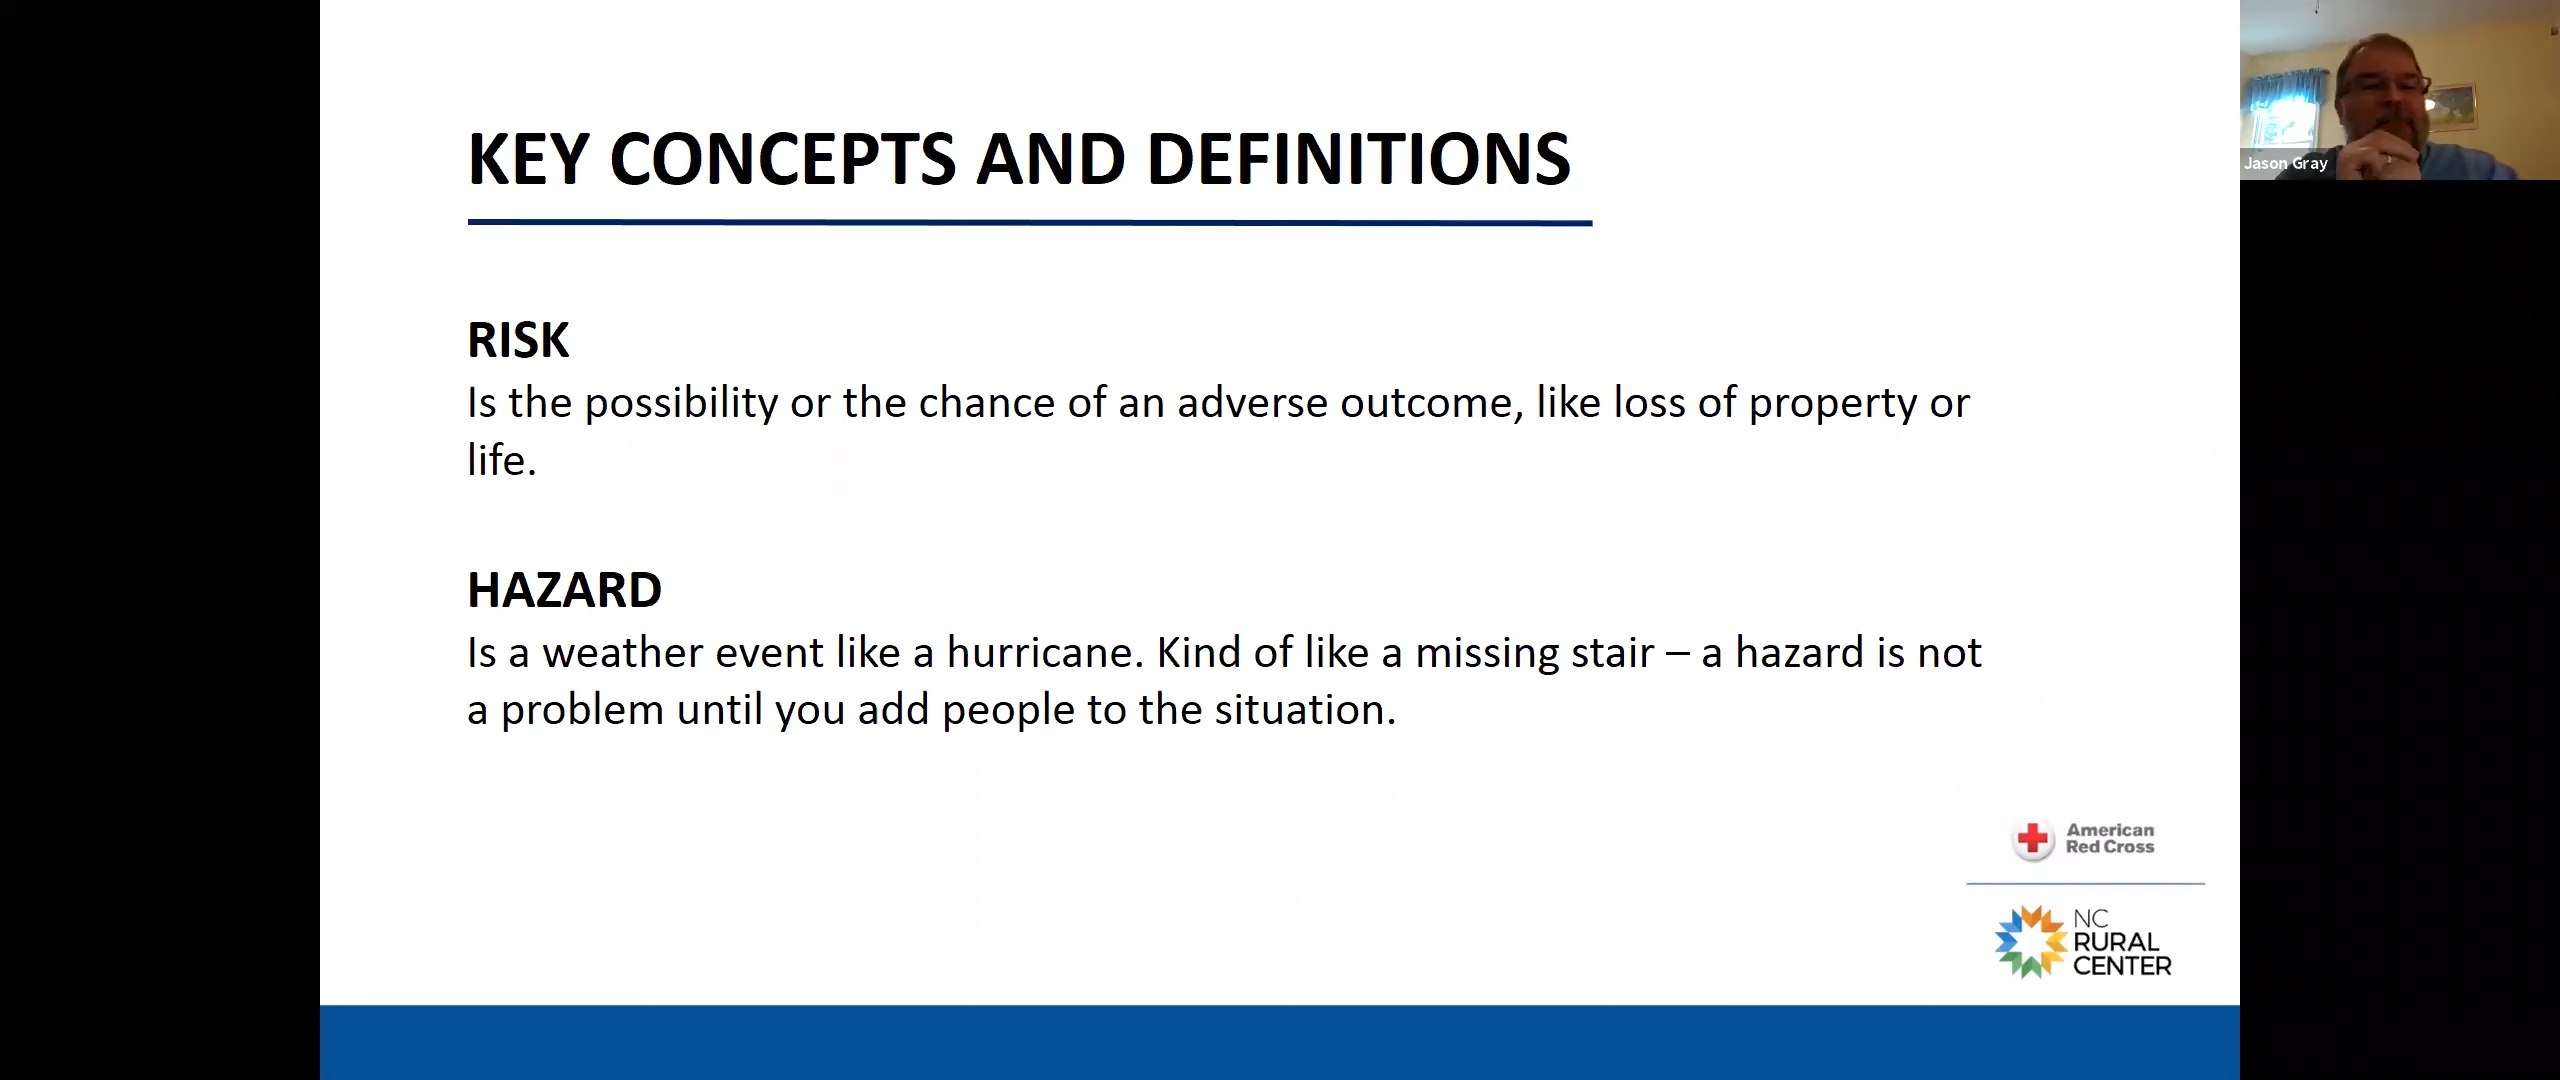 KEY CONCEPTS AND DEFINITIONS
RISK
Is the possibility or the chance of an adverse outcome, like loss of property or
life.
HAZARD
Is a weather event like a hurricane. Kind of like a missing stair – a hazard is not
a problem until you add people to the situation.
American
Red Cross
NC
RURAL
CENTER
Jason Gray